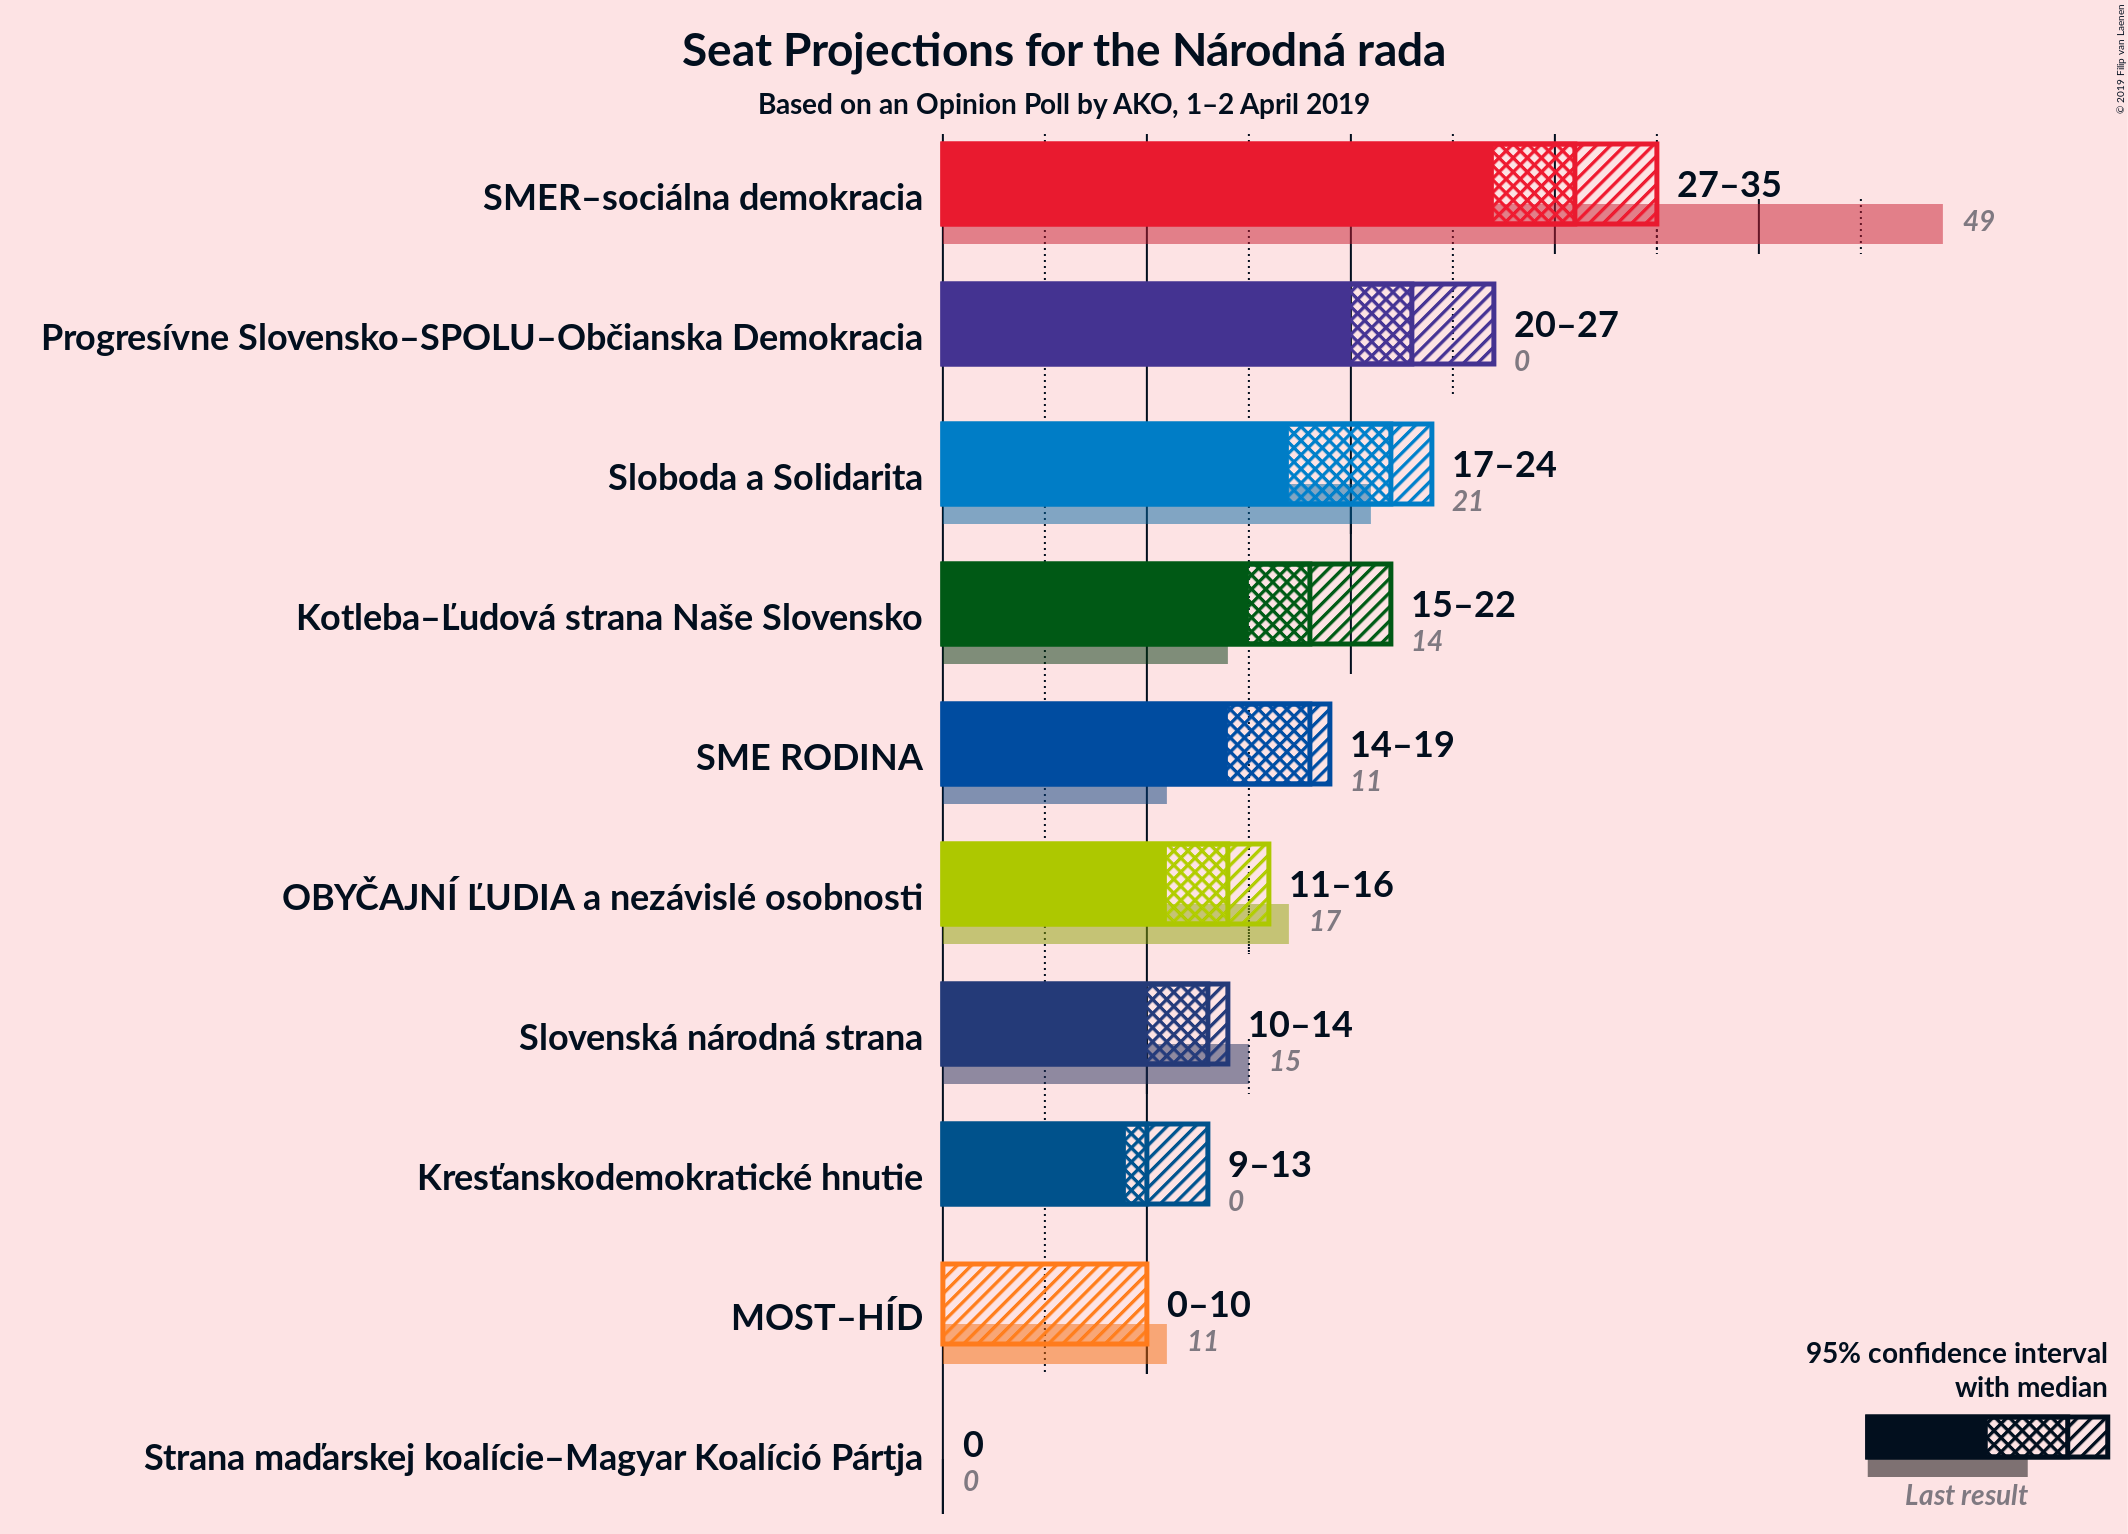 Seat Projections for the Národná rada
Based on an Opinion Poll by AKO, 1–2 April 2019
© 2019 Filip van Laenen
SMER–sociálna demokracia
27–35
49
Progresívne Slovensko–SPOLU–Občianska Demokracia
20–27
0
Sloboda a Solidarita
17–24
21
Kotleba–Ľudová strana Naše Slovensko
15–22
14
SME RODINA
14–19
11
OBYČAJNÍ ĽUDIA a nezávislé osobnosti
11–16
17
Slovenská národná strana
10–14
15
Kresťanskodemokratické hnutie
9–13
0
MOST–HÍD
0–10
11
Strana maďarskej koalície–Magyar Koalíció Pártja
0
0
95% confidence interval
with median
Last result